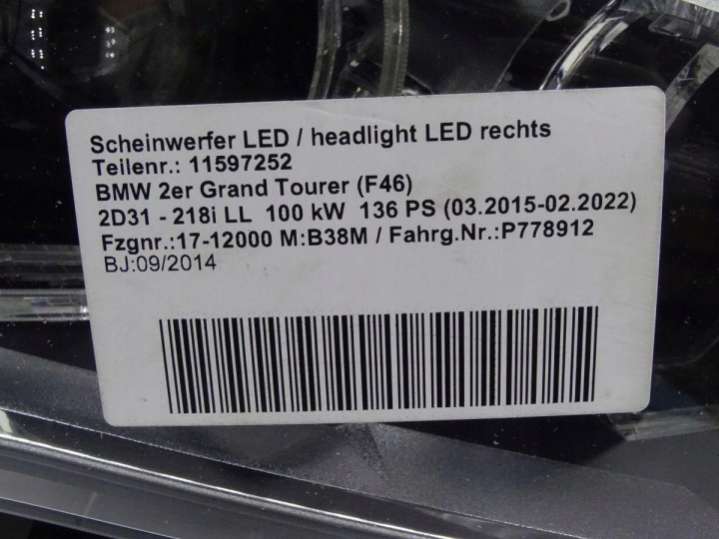 Scheinwerfer LED / headlight LED rechts
Teilenr.: 11597252
BMW 2er Grand Tourer (F46)
2D31 - 218i LL 100 kW 136 PS (03.2015-02.2022)
Fzgnr.:17-12000 M:B38M / Fahrg.Nr.:P778912
BJ:09/2014